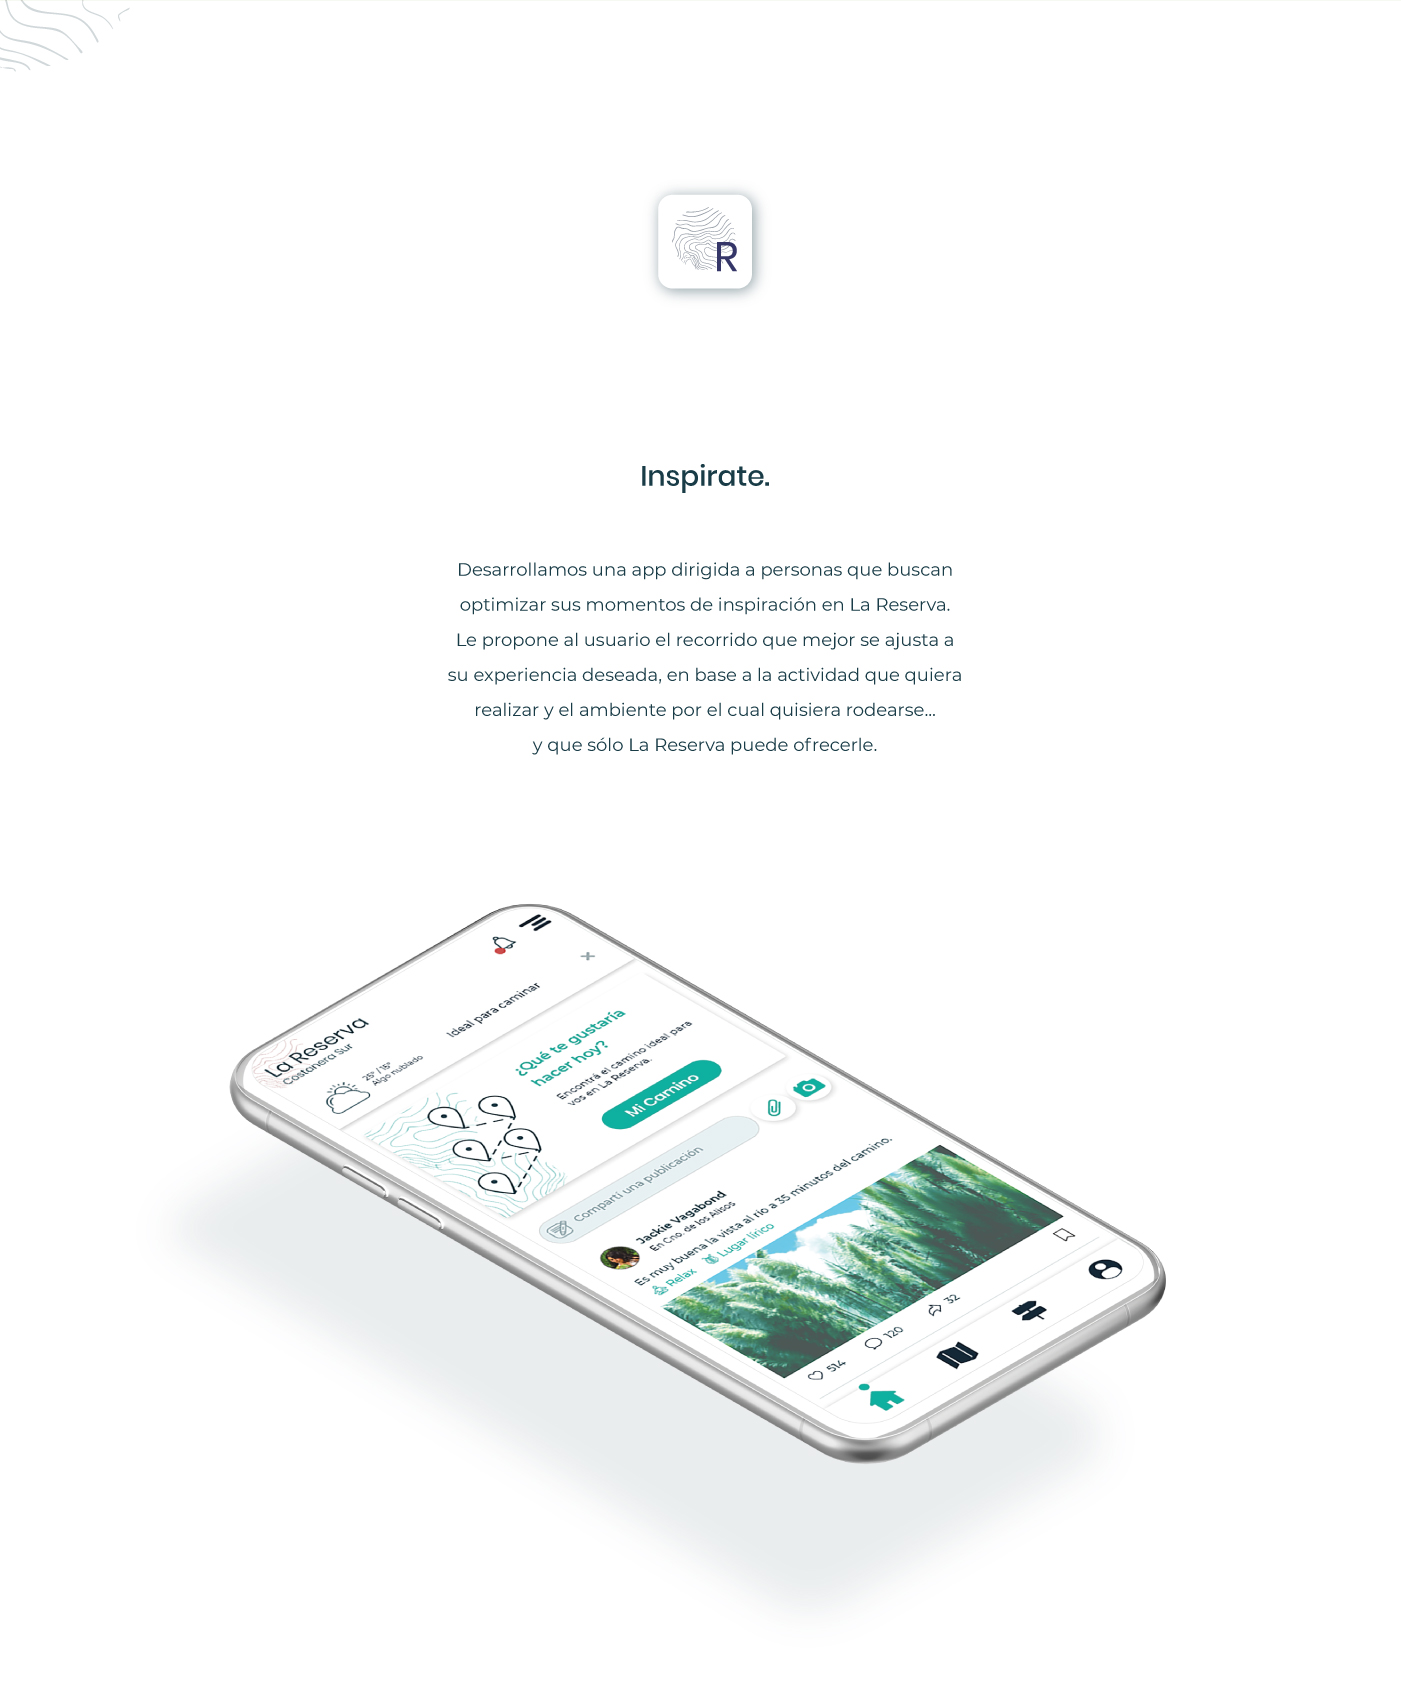 R
Inspirate.
Desarrollamos una app dirigida a personas que buscan
optimizar sus momentos de inspiración en La Reserva.
Le propone al usuario el recorrido que mejor se ajusta a
su experiencia deseada, en base a la actividad que quiera
realizar y el ambiente por el cual quisiera rodearse...
y que sólo La Reserva puede ofrecerle.
La Reserva
Costanera Sur
25° / 15°
Algo nublado
Ideal para caminar
¿Qué te gustaría
hacer hoy?
Encontrá el camino ideal para
vos en La Reserva.
Mi Camino
Compartí una publicación
Jackie Vagabond
En Cno. de los Alisos
Es muy buena la vista al río a 35 minutos del camino.
Relax Lugar lírico
514 120 32